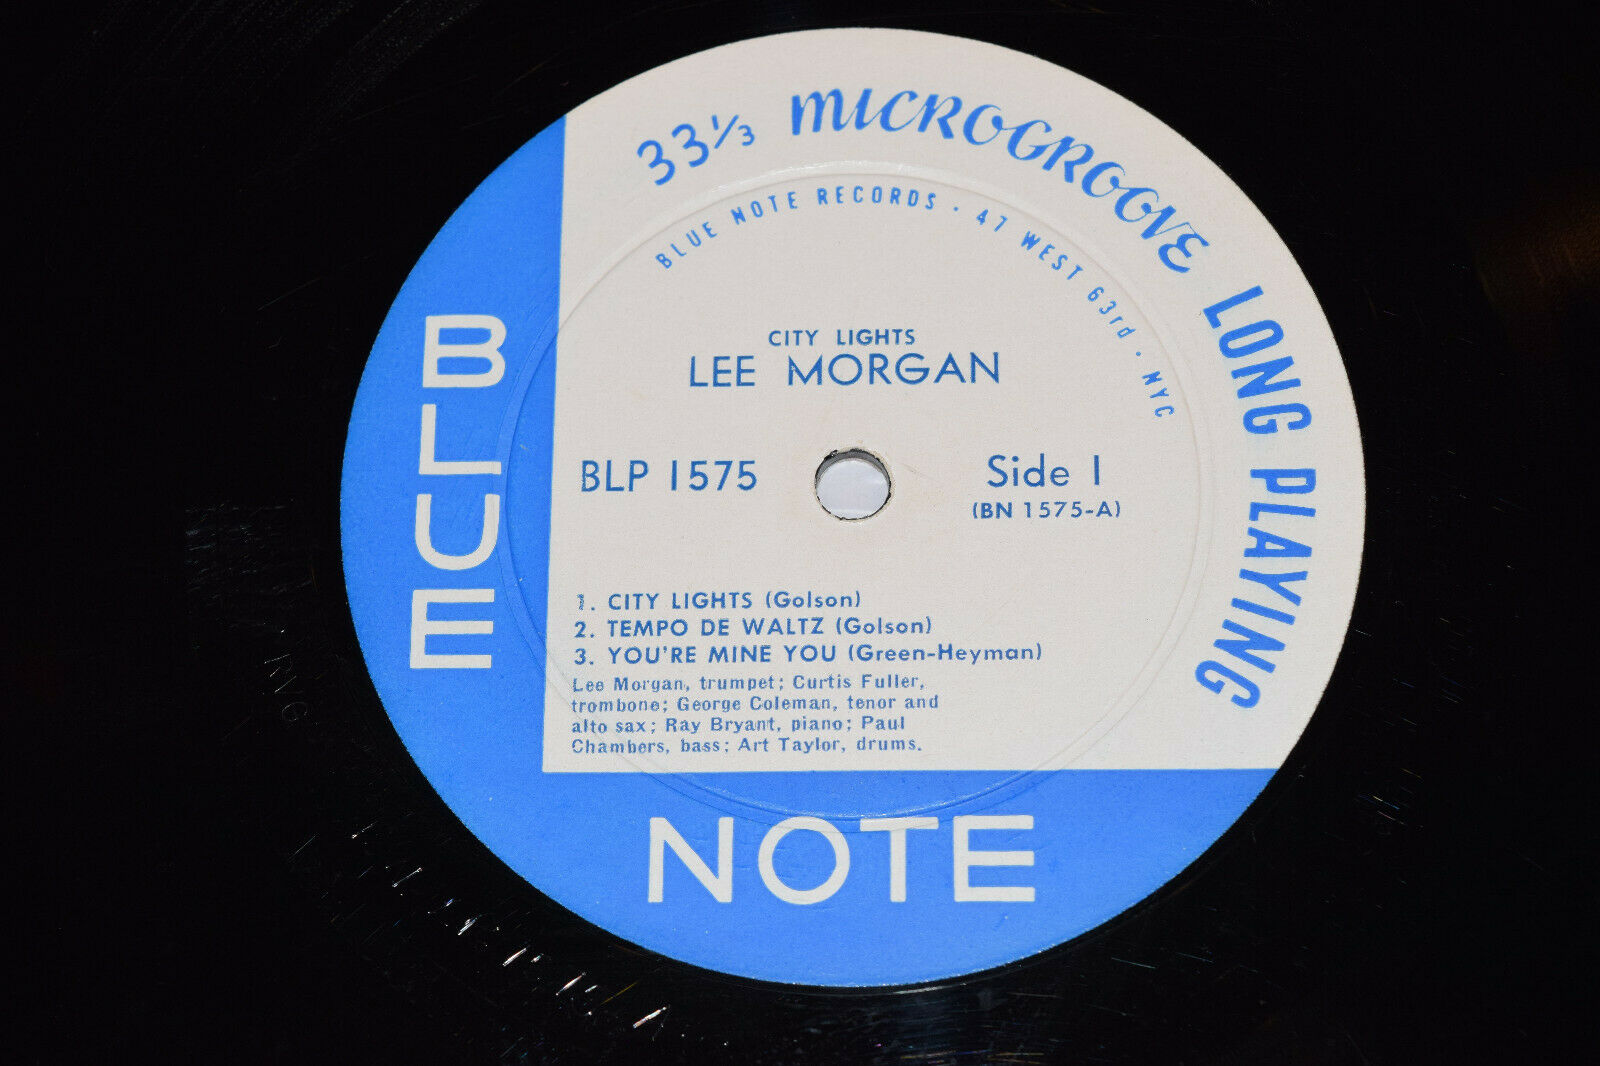 33⅓ MICROGROOVE LONG PLAYING
BLUE NOTE RECORDS · 47 WEST 63rd · NYC
CITY LIGHTS
LEE MORGAN
BLP 1575
Side 1
(BN 1575-A)
1. CITY LIGHTS (Golson)
2. TEMPO DE WALTZ (Golson)
3. YOU'RE MINE YOU (Green-Heyman)
Lee Morgan, trumpet; Curtis Fuller,
trombone; George Coleman, tenor and
alto sax; Ray Bryant, piano; Paul
Chambers, bass; Art Taylor, drums.
BLUE
NOTE
RVG